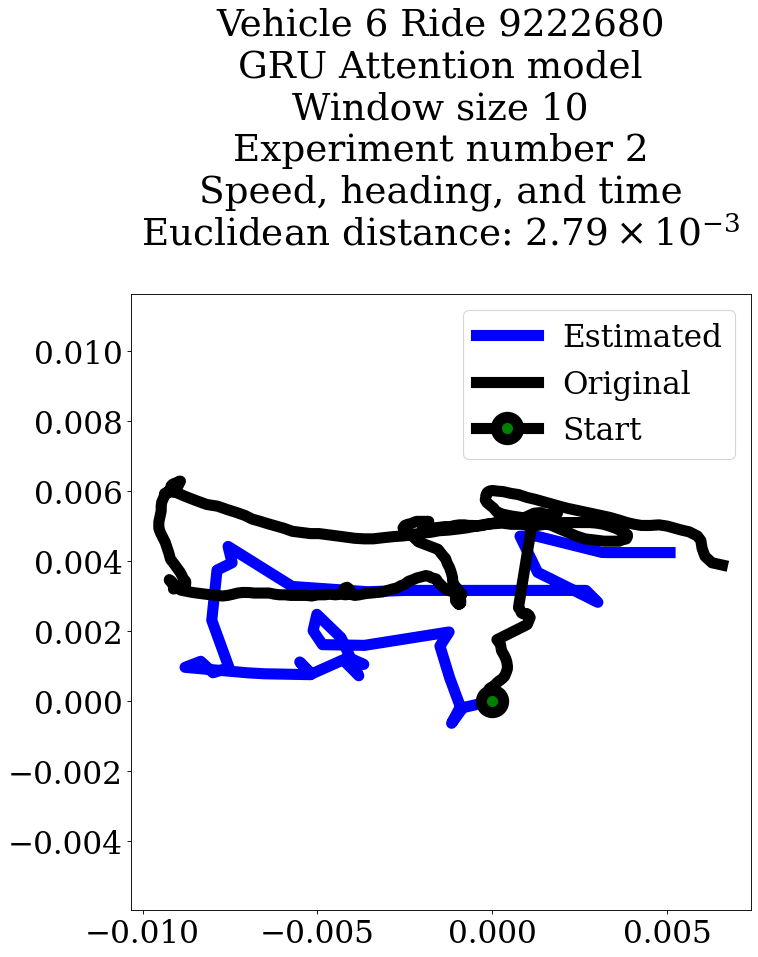 Vehicle 6 Ride 9222680
GRU Attention model
Window size 10
Experiment number 2
Speed, heading, and time
Euclidean distance: 2.79 × 10⁻³
Estimated
Original
Start
0.010
0.008
0.006
0.004
0.002
0.000
−0.002
−0.004
−0.010
−0.005
0.000
0.005